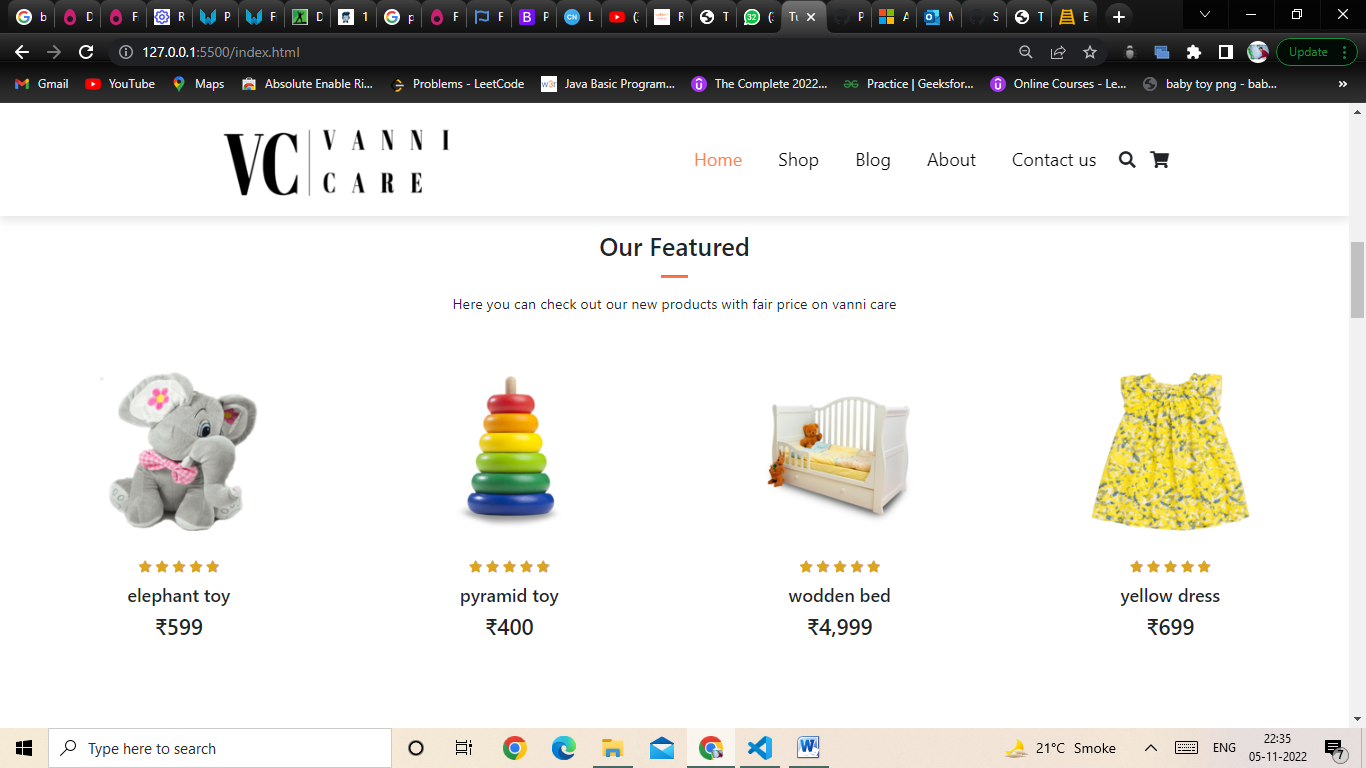 b
D
F
R
P
F
D
1
p
F
F
P
L
(
R
T
(
Tu
P
A
M
S
T
E
127.0.0.1:5500/index.html
Update
Gmail
YouTube
Maps
Absolute Enable Ri...
Problems - LeetCode
Java Basic Program...
The Complete 2022...
Practice | Geeksfor...
Online Courses - Le...
baby toy png - bab...
»
VC VANNI
CARE
Home Shop Blog About Contact us
Our Featured
Here you can check out our new products with fair price on vanni care
elephant toy
₹599
pyramid toy
₹400
wodden bed
₹4,999
yellow dress
₹699
Type here to search
21°C Smoke
ENG
22:35
05-11-2022
7